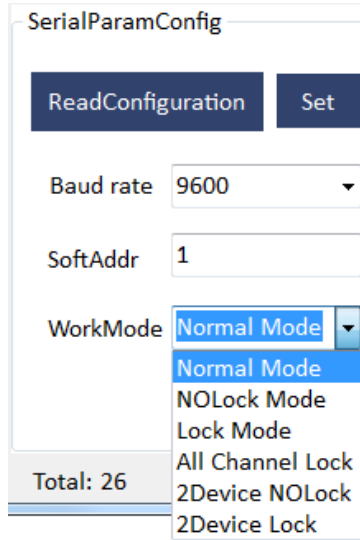 SerialParamConfig
ReadConfiguration Set
Baud rate 9600
SoftAddr 1
WorkMode Normal Mode
Normal Mode
NOLock Mode
Lock Mode
All Channel Lock
2Device NOLock
2Device Lock
Total: 26